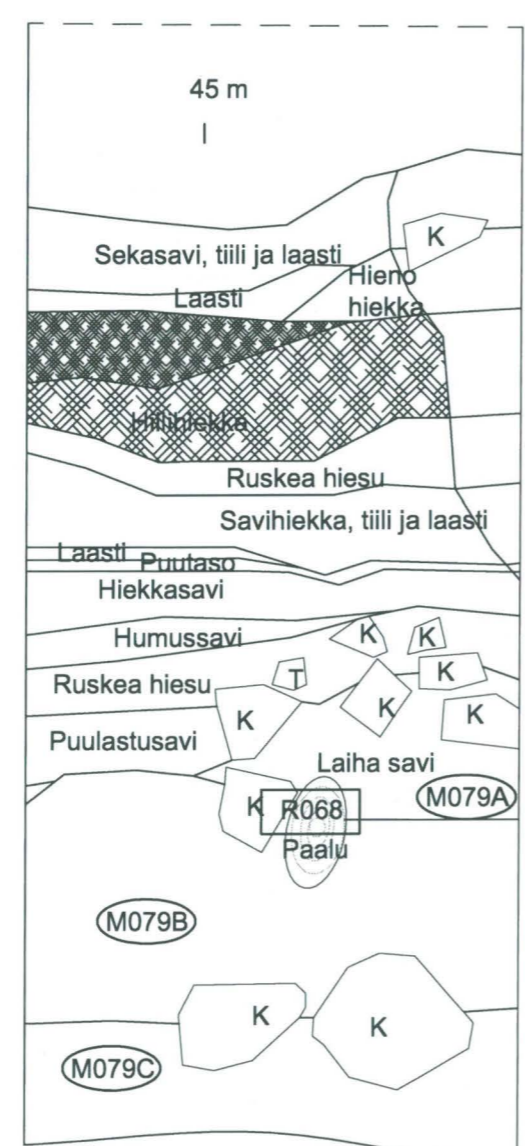 45 m
K
Sekasavi, tiili ja laasti
Hieno
hiekka
Laasti
Hiilihiekka
Ruskea hiesu
Savihiekka, tiili ja laasti
Laasti
Puutaso
Hiekkasavi
Humussavi
K
K
K
T
Ruskea hiesu
K
K
K
Puulastusavi
Laiha savi
M079A
K
R068
Paalu
M079B
K
K
M079C